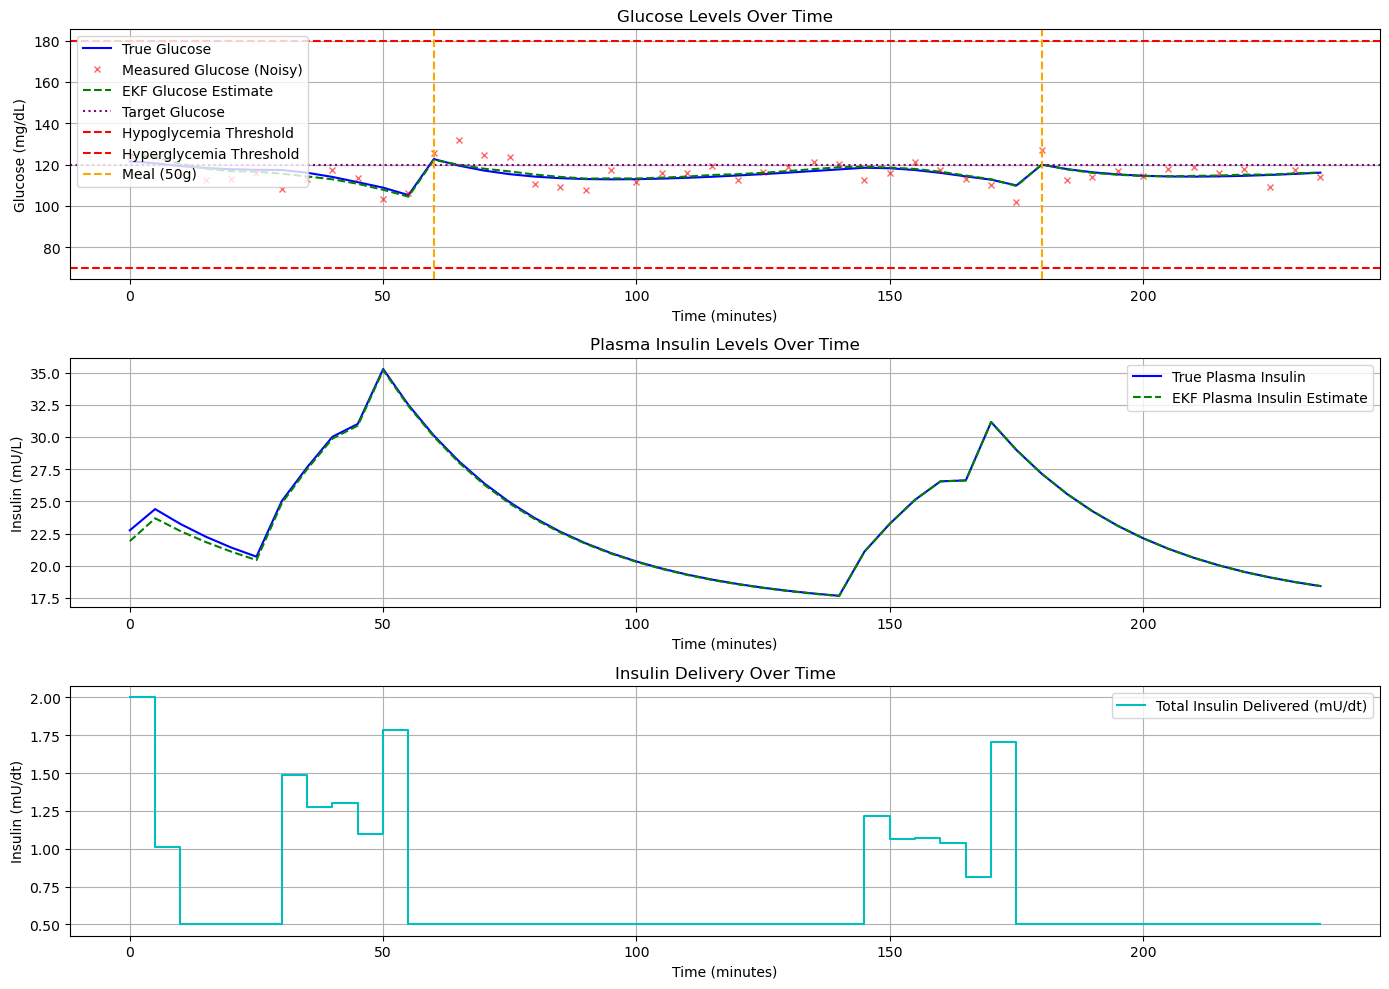 Glucose Levels Over Time
Glucose (mg/dL)
180
160
140
120
100
80
True Glucose
Measured Glucose (Noisy)
EKF Glucose Estimate
Target Glucose
Hypoglycemia Threshold
Hyperglycemia Threshold
Meal (50g)
0 50 100 150 200
Time (minutes)
Plasma Insulin Levels Over Time
Insulin (mU/L)
35.0
32.5
30.0
27.5
25.0
22.5
20.0
17.5
True Plasma Insulin
EKF Plasma Insulin Estimate
0 50 100 150 200
Time (minutes)
Insulin Delivery Over Time
Insulin (mU/dt)
2.00
1.75
1.50
1.25
1.00
0.75
0.50
Total Insulin Delivered (mU/dt)
0 50 100 150 200
Time (minutes)